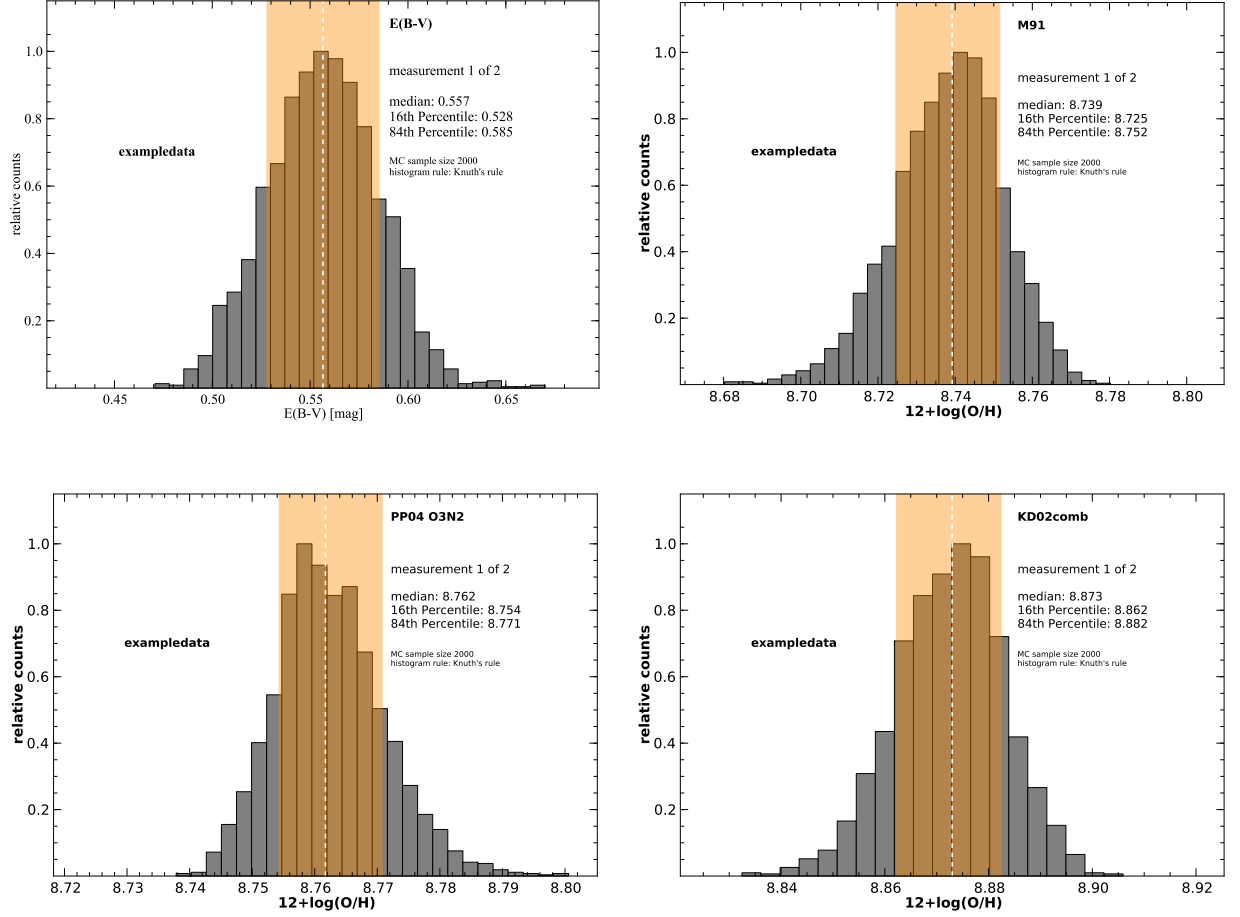 E(B-V)
measurement 1 of 2
median: 0.557
16th Percentile: 0.528
84th Percentile: 0.585
MC sample size 2000
histogram rule: Knuth's rule
exampledata
relative counts
1.0
0.8
0.6
0.4
0.2
0.45 0.50 0.55 0.60 0.65
E(B-V) [mag]
M91
measurement 1 of 2
median: 8.739
16th Percentile: 8.725
84th Percentile: 8.752
MC sample size 2000
histogram rule: Knuth's rule
exampledata
relative counts
1.0
0.8
0.6
0.4
0.2
8.68 8.70 8.72 8.74 8.76 8.78 8.80
12+log(O/H)
PP04 O3N2
measurement 1 of 2
median: 8.762
16th Percentile: 8.754
84th Percentile: 8.771
MC sample size 2000
histogram rule: Knuth's rule
exampledata
relative counts
1.0
0.8
0.6
0.4
0.2
8.72 8.73 8.74 8.75 8.76 8.77 8.78 8.79 8.80
12+log(O/H)
KD02comb
measurement 1 of 2
median: 8.873
16th Percentile: 8.862
84th Percentile: 8.882
MC sample size 2000
histogram rule: Knuth's rule
exampledata
relative counts
1.0
0.8
0.6
0.4
0.2
8.84 8.86 8.88 8.90 8.92
12+log(O/H)